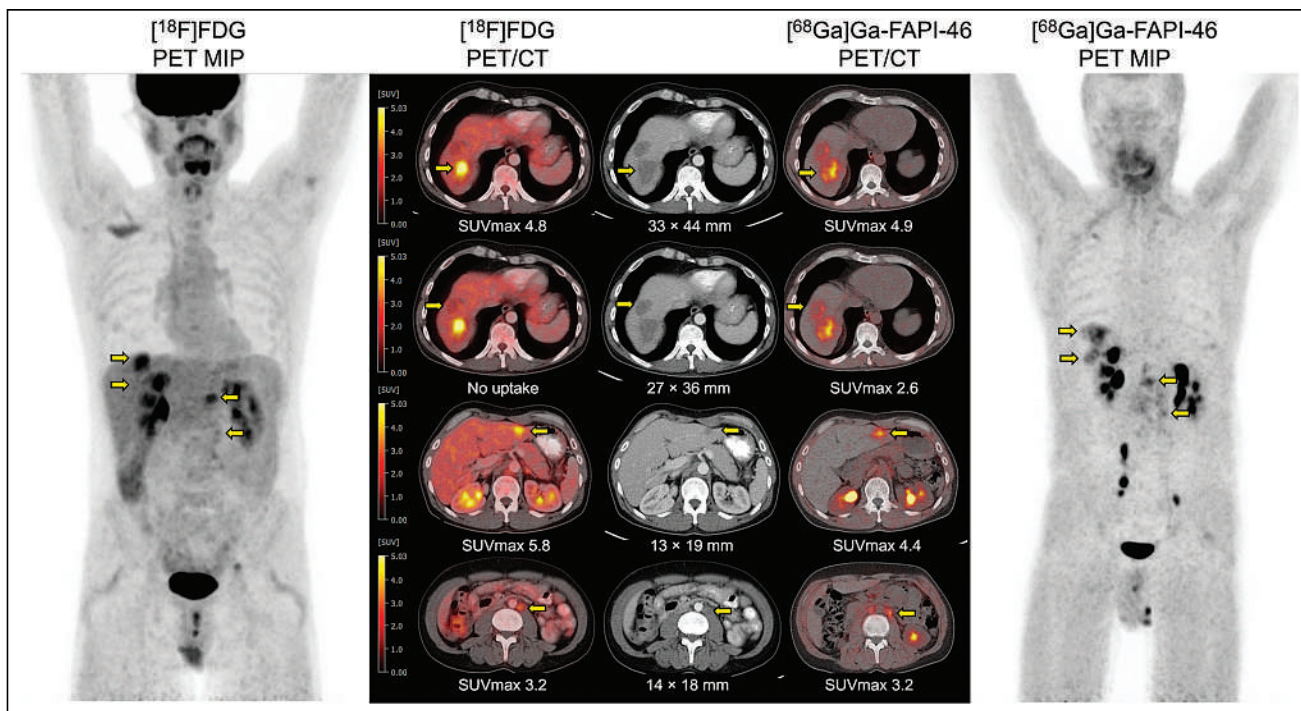 [¹⁸F]FDG
PET MIP
[¹⁸F]FDG
PET/CT
[⁶⁸Ga]Ga-FAPI-46
PET/CT
[⁶⁸Ga]Ga-FAPI-46
PET MIP
[SUV]
5.03
4.0
3.0
2.0
1.0
0.00
SUVmax 4.8
33 × 44 mm
SUVmax 4.9
[SUV]
5.03
4.0
3.0
2.0
1.0
0.00
No uptake
27 × 36 mm
SUVmax 2.6
[SUV]
5.03
4.0
3.0
2.0
1.0
0.00
SUVmax 5.8
13 × 19 mm
SUVmax 4.4
[SUV]
5.03
4.0
3.0
2.0
1.0
0.00
SUVmax 3.2
14 × 18 mm
SUVmax 3.2